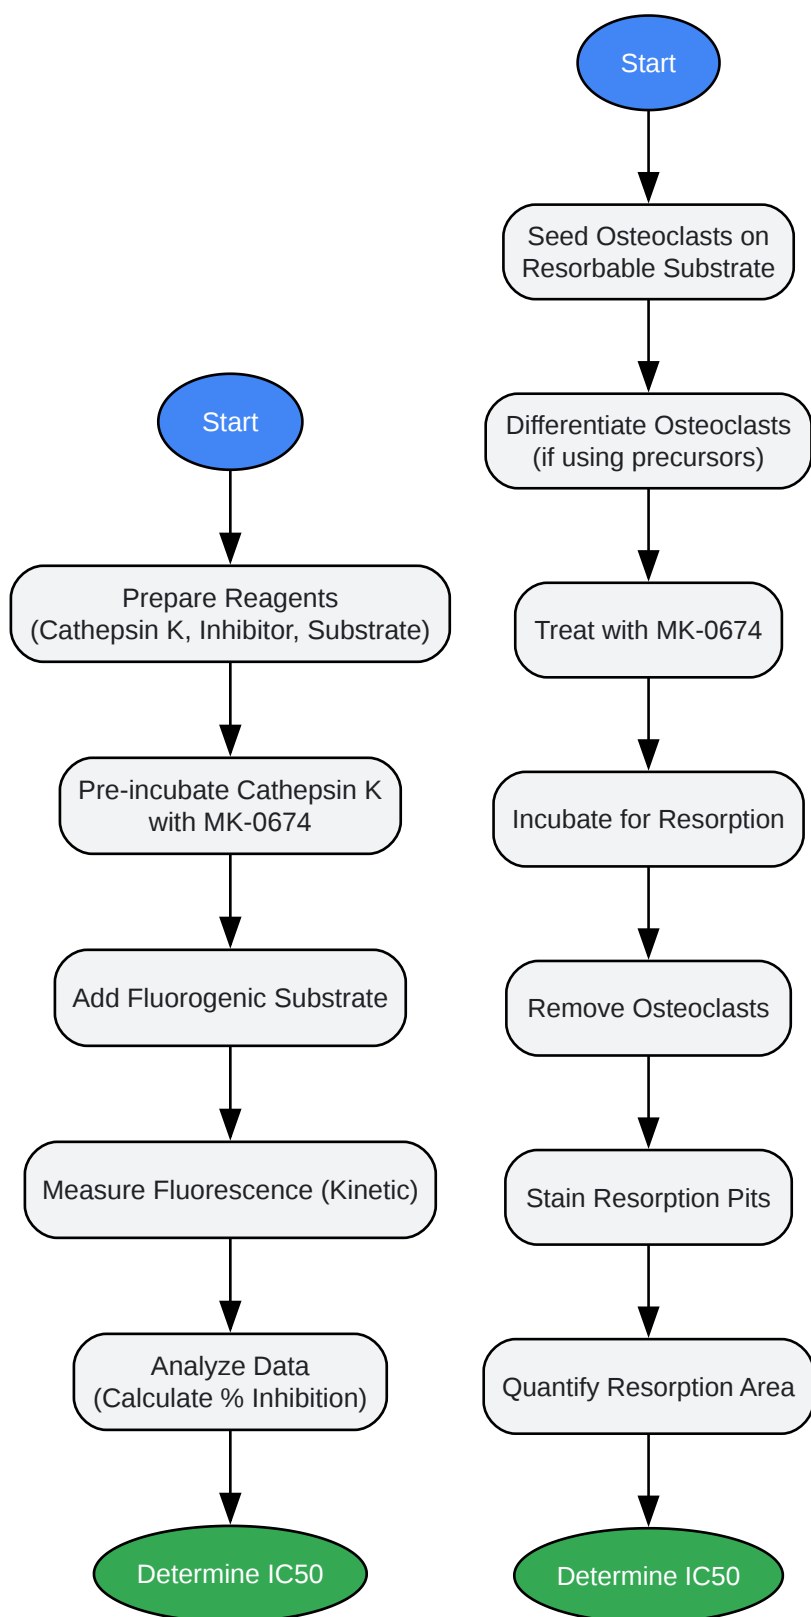 Start
Prepare Reagents
(Cathepsin K, Inhibitor, Substrate)
Pre-incubate Cathepsin K
with MK-0674
Add Fluorogenic Substrate
Measure Fluorescence (Kinetic)
Analyze Data
(Calculate % Inhibition)
Determine IC50
Start
Seed Osteoclasts on
Resorbable Substrate
Differentiate Osteoclasts
(if using precursors)
Treat with MK-0674
Incubate for Resorption
Remove Osteoclasts
Stain Resorption Pits
Quantify Resorption Area
Determine IC50